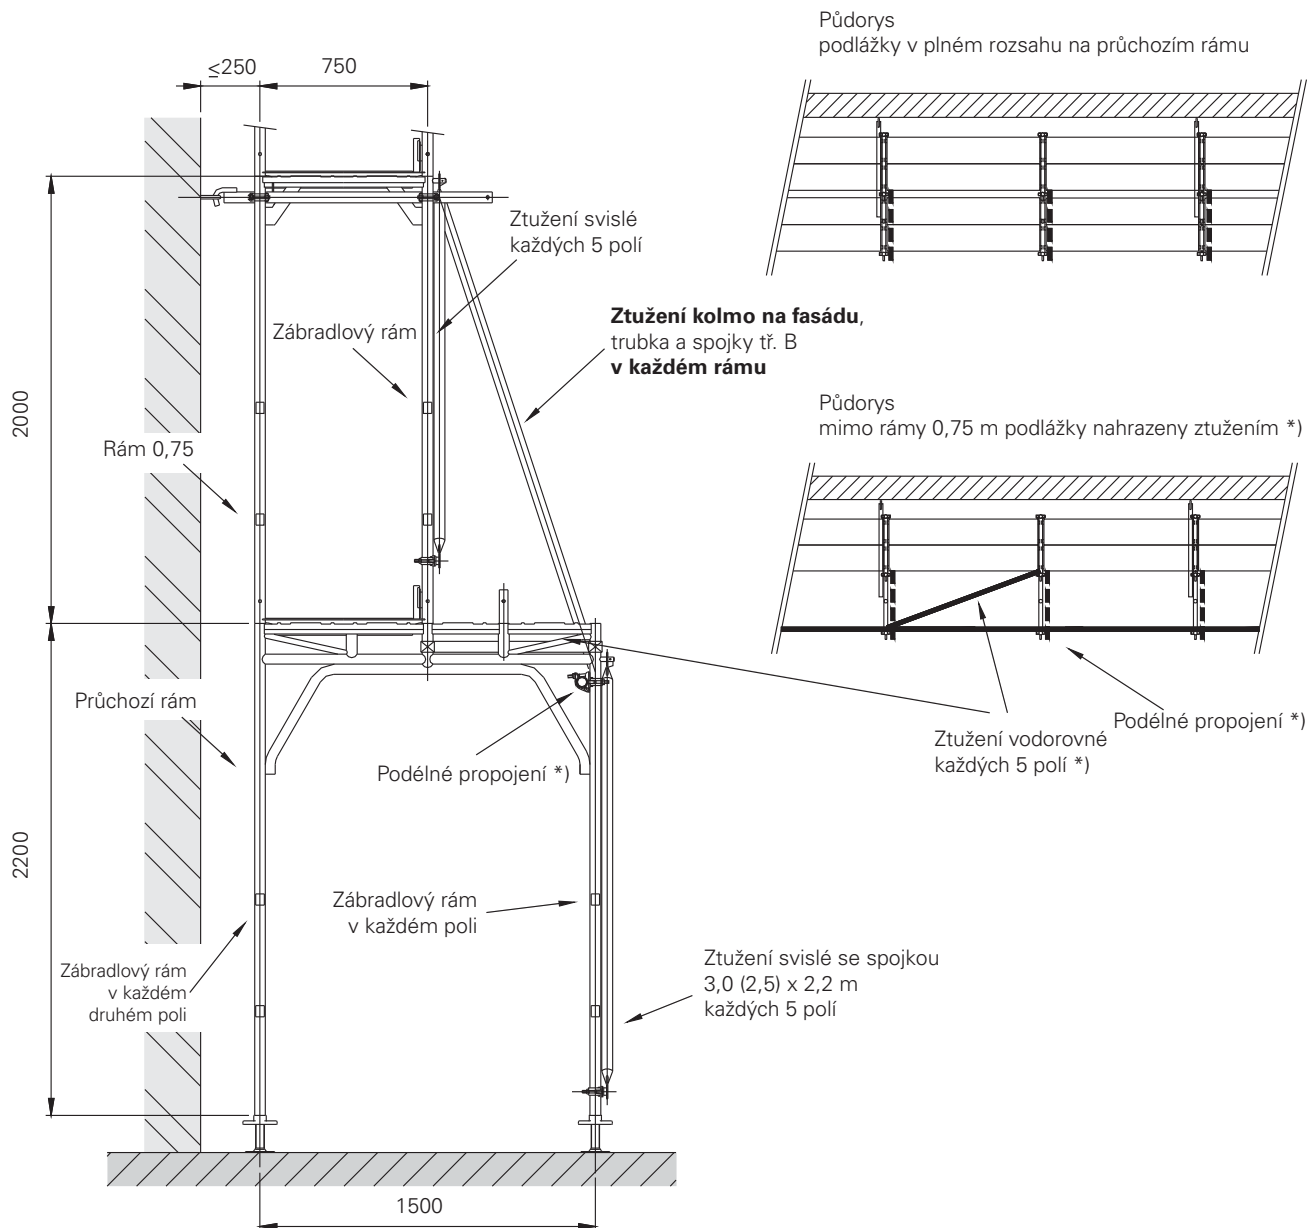 Půdorys
podlážky v plném rozsahu na průchozím rámu
≤250
750
Ztužení svislé
každých 5 polí
Zábradlový rám
Ztužení kolmo na fasádu,
trubka a spojky tř. B
v každém rámu
Půdorys
mimo rámy 0,75 m podlážky nahrazeny ztužením *)
2000
Rám 0,75
Průchozí rám
Podélné propojení *)
Ztužení vodorovné
každých 5 polí *)
Podélné propojení *)
2200
Zábradlový rám
v každém poli
Zábradlový rám
v každém
druhém poli
Ztužení svislé se spojkou
3,0 (2,5) x 2,2 m
každých 5 polí
1500